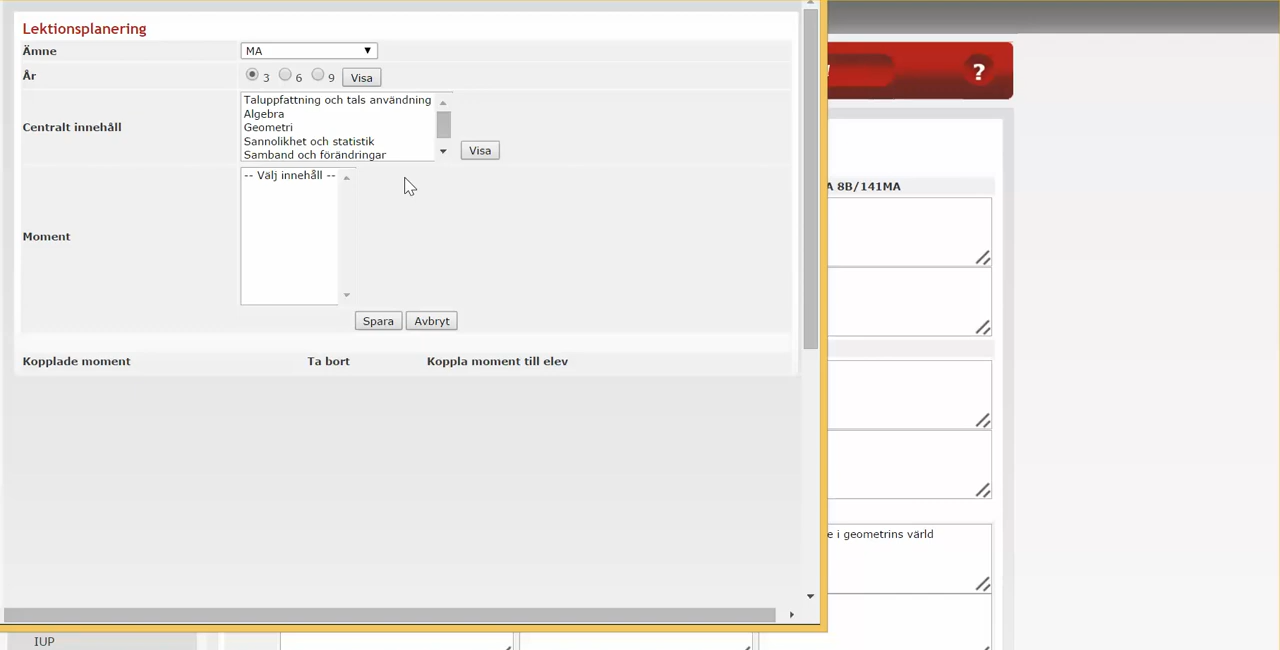 Lektionsplanering
Ämne
MA
År
3 6 9 Visa
Centralt innehåll
Taluppfattning och tals användning
Algebra
Geometri
Sannolikhet och statistik
Samband och förändringar
Visa
Moment
-- Välj innehåll --
Spara Avbryt
Kopplade moment Ta bort Koppla moment till elev
!
?
A 8B/141MA
e i geometrins värld
IUP